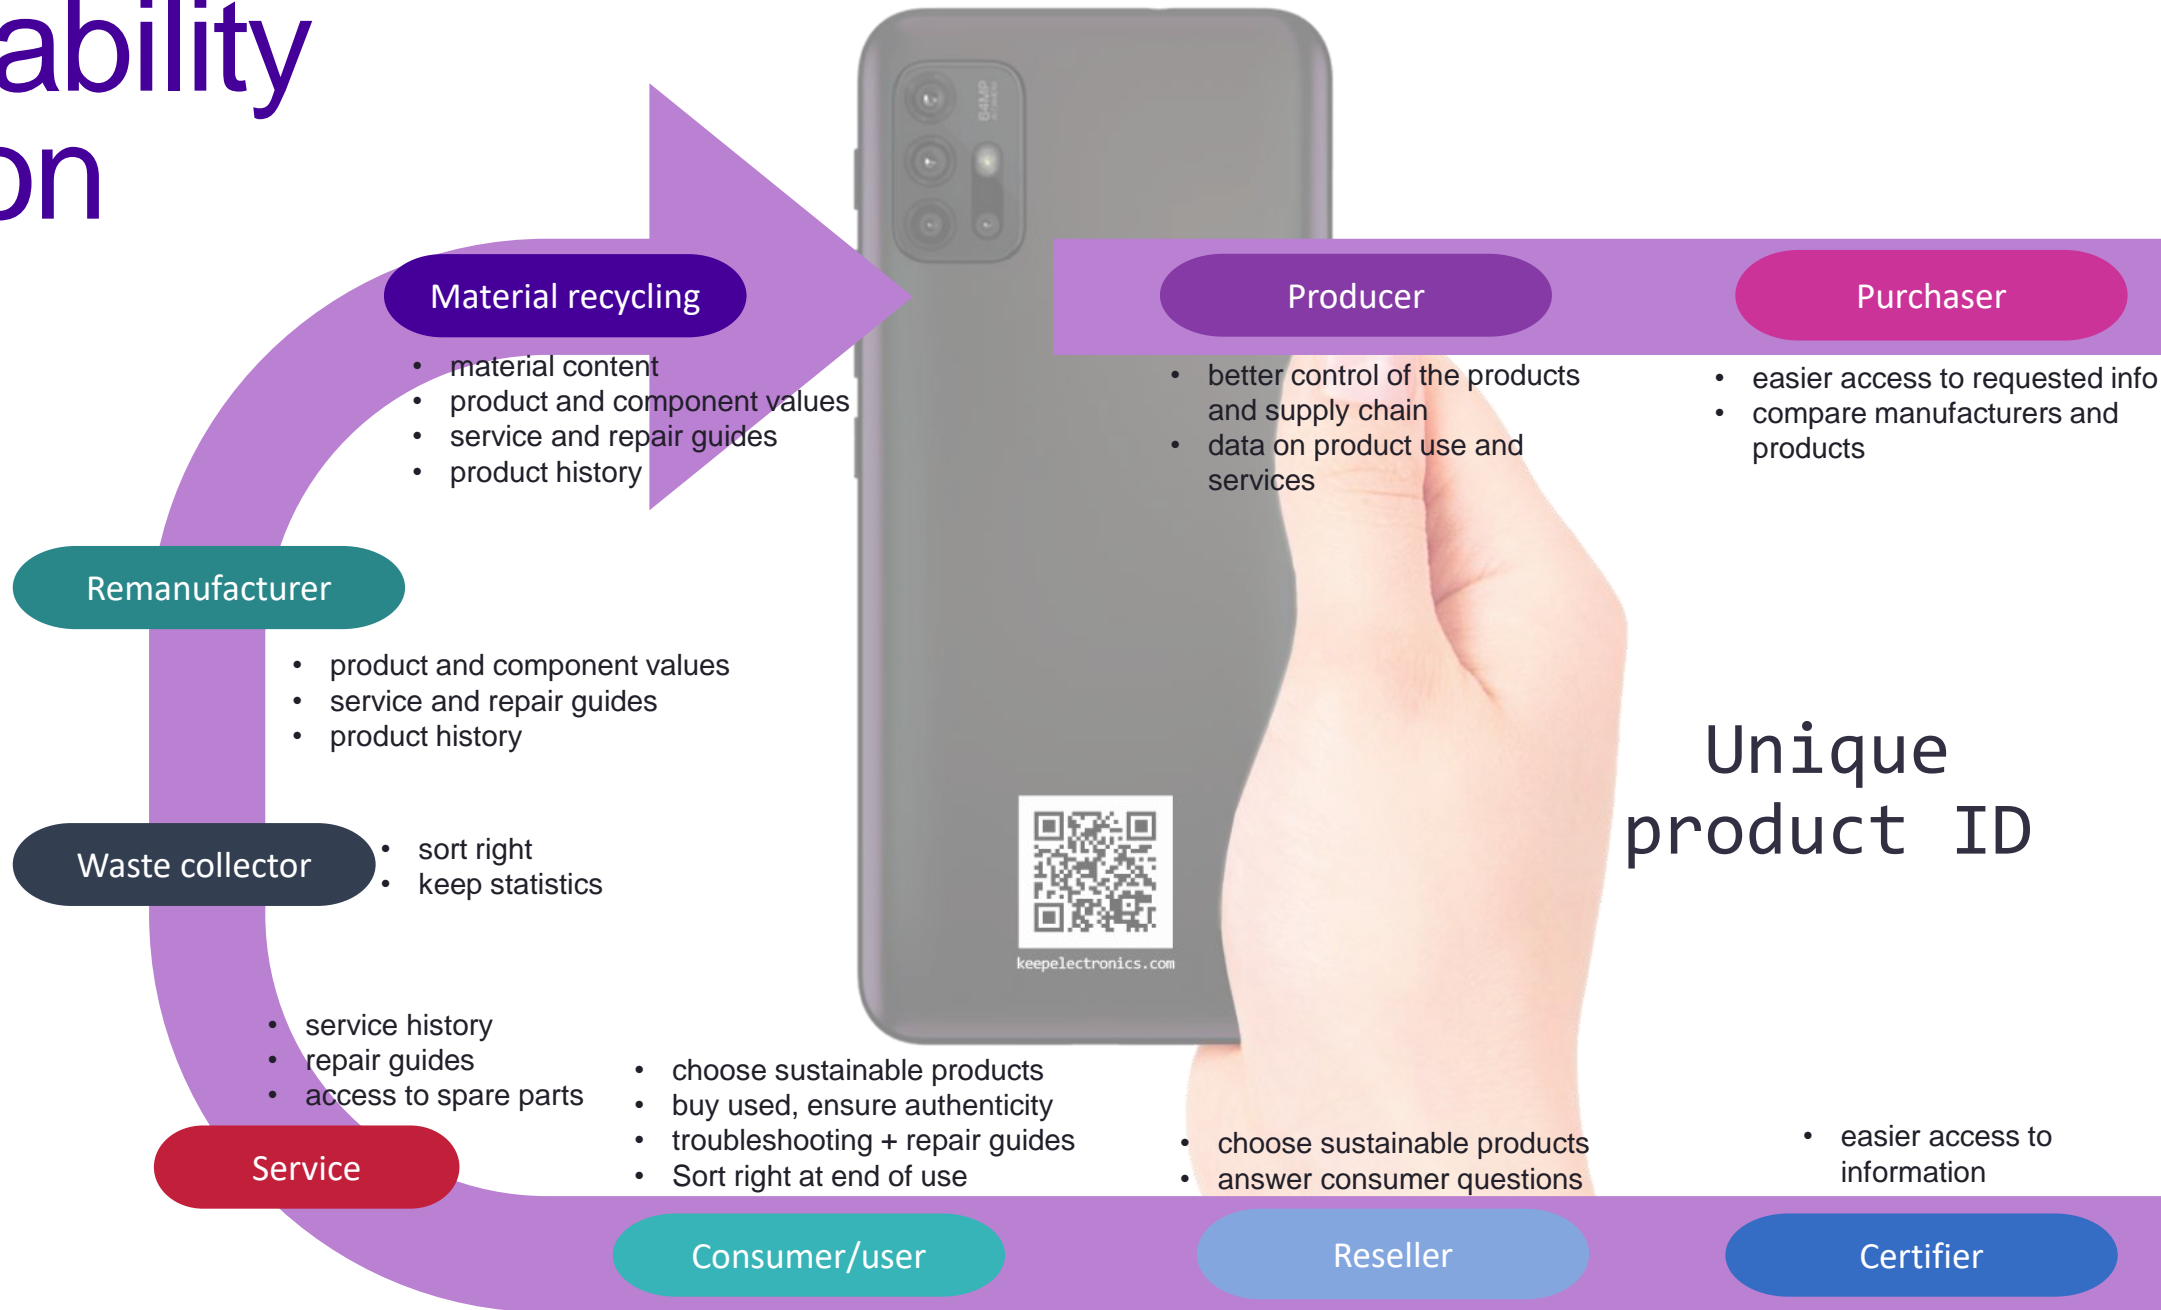 ability
on
64MP
Material recycling
• material content
• product and component values
• service and repair guides
• product history
Producer
• better control of the products
and supply chain
• data on product use and
services
Purchaser
• easier access to requested info
• compare manufacturers and
products
Remanufacturer
• product and component values
• service and repair guides
• product history
Unique
product ID
Waste collector
• sort right
• keep statistics
keepelectronics.com
• service history
• repair guides
• access to spare parts
Service
• choose sustainable products
• buy used, ensure authenticity
• troubleshooting + repair guides
• Sort right at end of use
Consumer/user
• choose sustainable products
• answer consumer questions
Reseller
• easier access to
information
Certifier